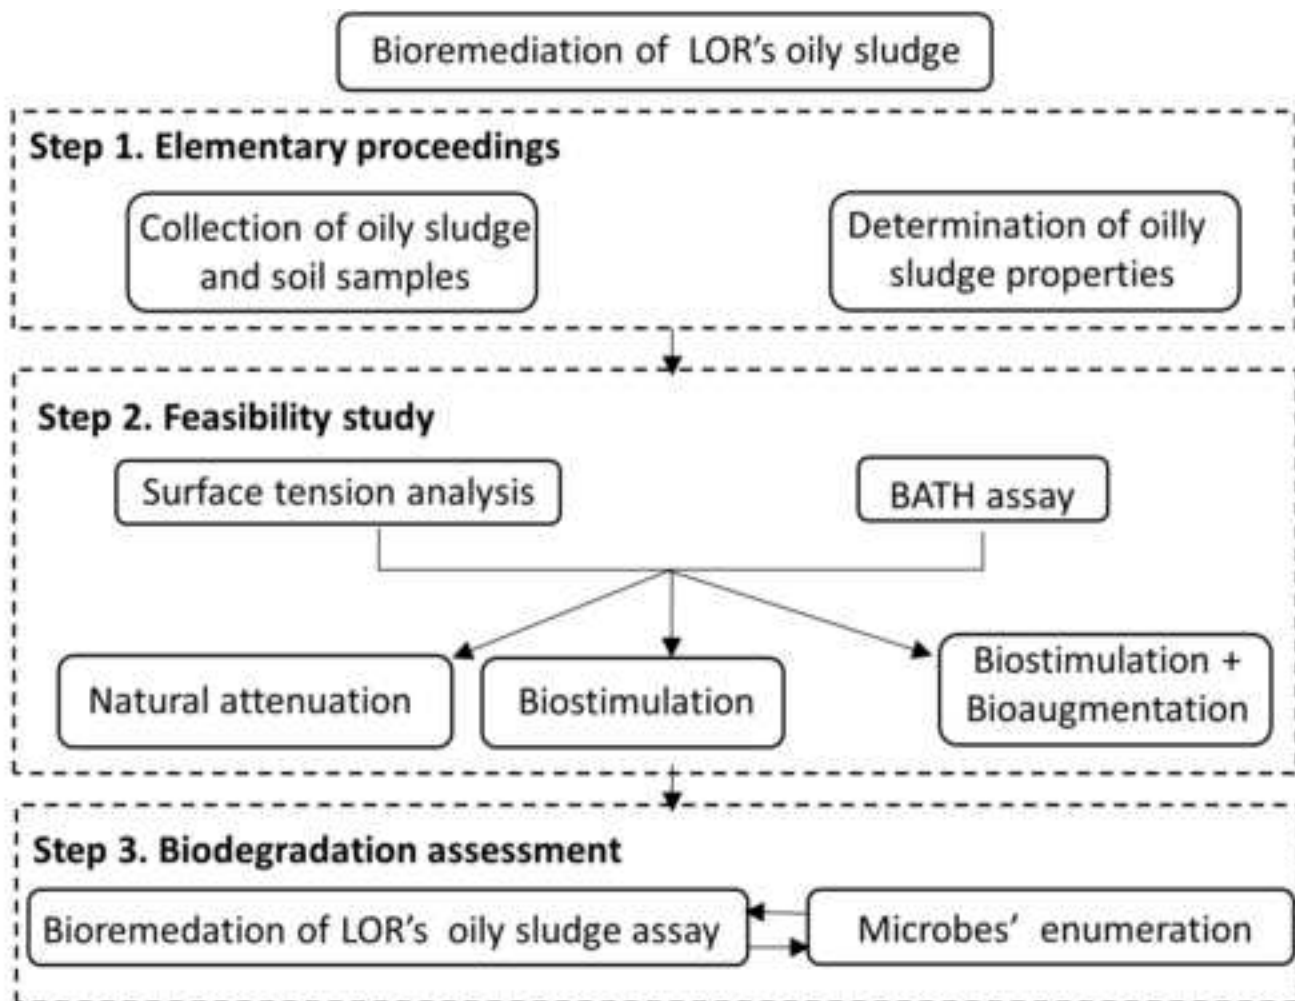 Bioremediation of LOR's oily sludge
Step 1. Elementary proceedings
Collection of oily sludge
and soil samples
Determination of oilly
sludge properties
Step 2. Feasibility study
Surface tension analysis
BATH assay
Natural attenuation
Biostimulation
Biostimulation +
Bioaugmentation
Step 3. Biodegradation assessment
Bioremedation of LOR's oily sludge assay
Microbes' enumeration